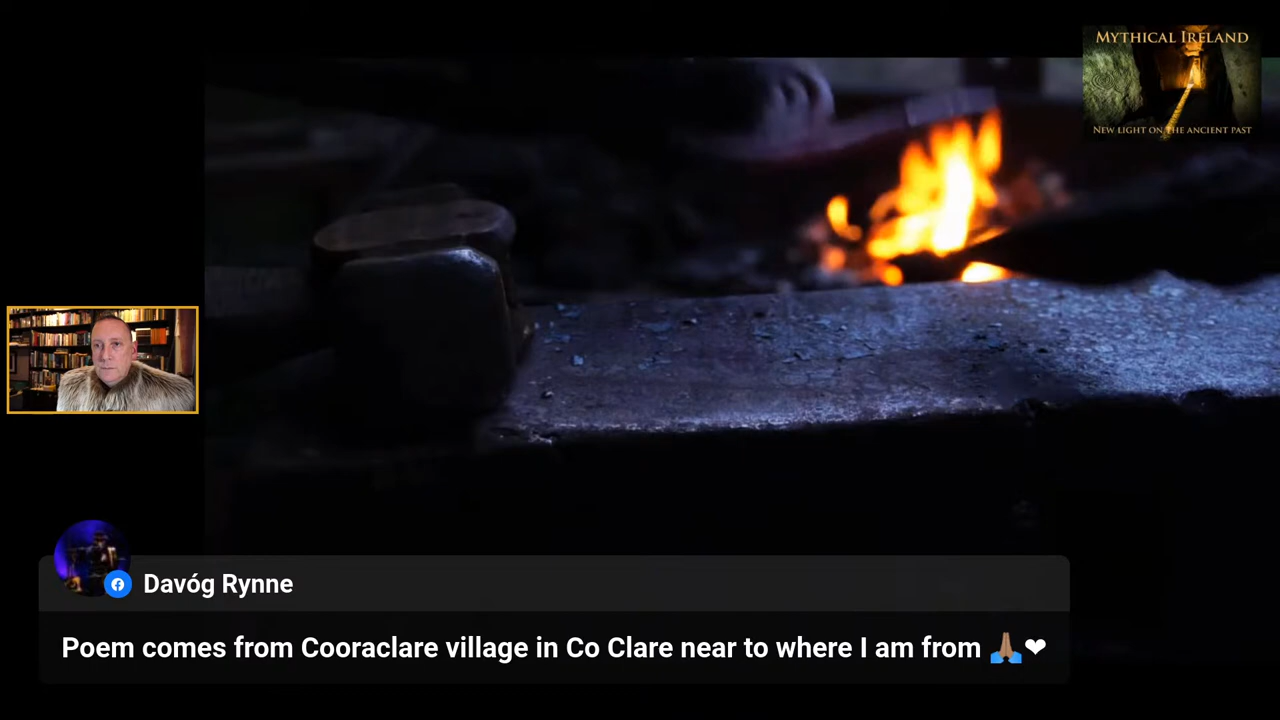 MYTHICAL IRELAND
NEW LIGHT ON THE ANCIENT PAST
Davóg Rynne
Poem comes from Cooraclare village in Co Clare near to where I am from 🙏🏽❤